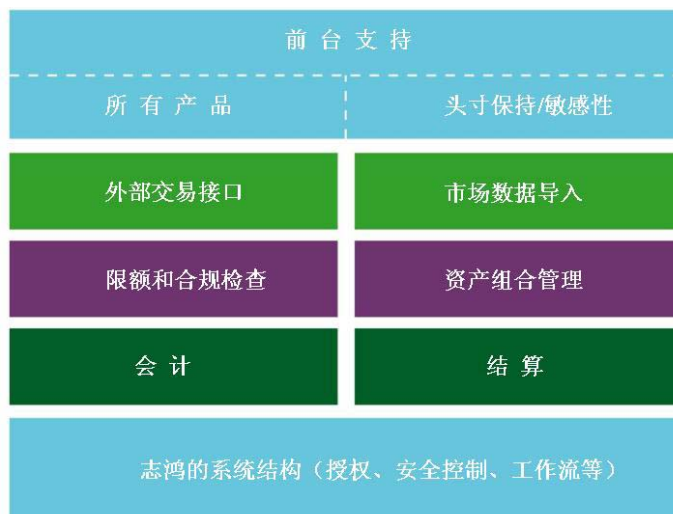 前 台 支 持
所 有 产 品
头寸保持/敏感性
外部交易接口
市场数据导入
限额和合规检查
资产组合管理
会 计
结 算
志鸿的系统结构（授权、安全控制、工作流等）